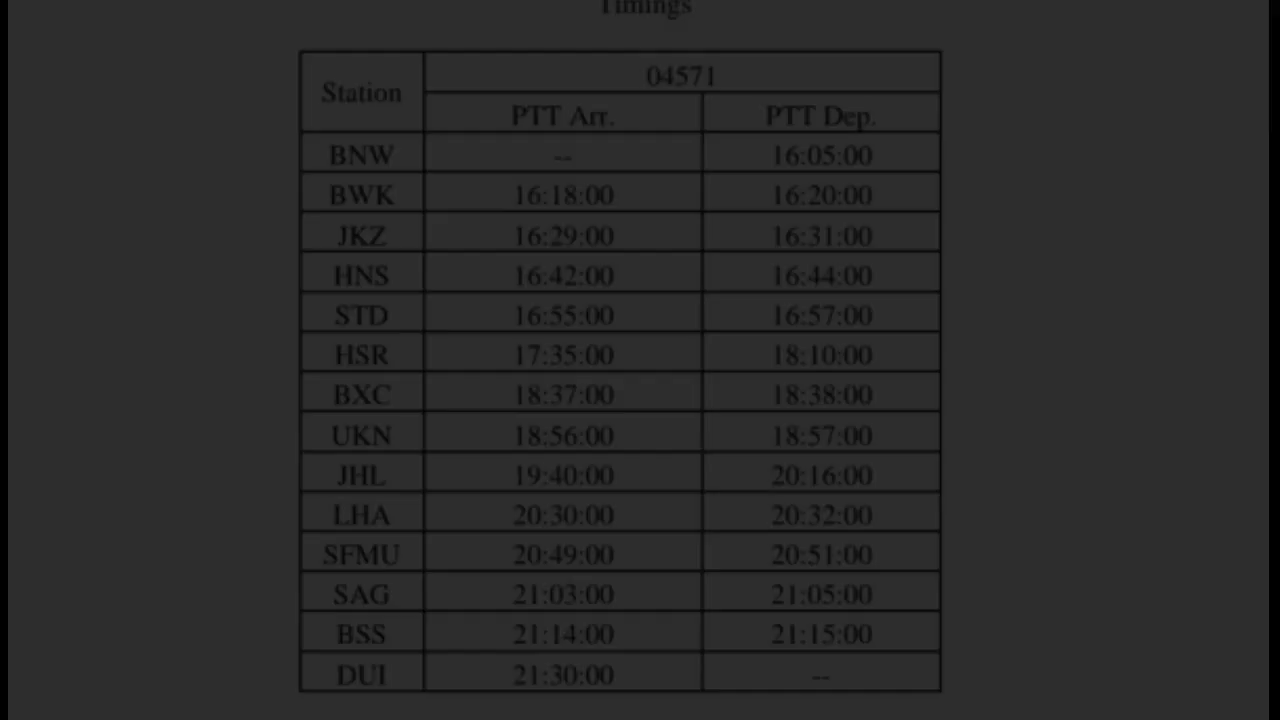 Timings
Station 04571
PTT Arr. PTT Dep.
BNW -- 16:05:00
BWK 16:18:00 16:20:00
JKZ 16:29:00 16:31:00
HNS 16:42:00 16:44:00
STD 16:55:00 16:57:00
HSR 17:35:00 18:10:00
BXC 18:37:00 18:38:00
UKN 18:56:00 18:57:00
JHL 19:40:00 20:16:00
LHA 20:30:00 20:32:00
SFMU 20:49:00 20:51:00
SAG 21:03:00 21:05:00
BSS 21:14:00 21:15:00
DUI 21:30:00 --